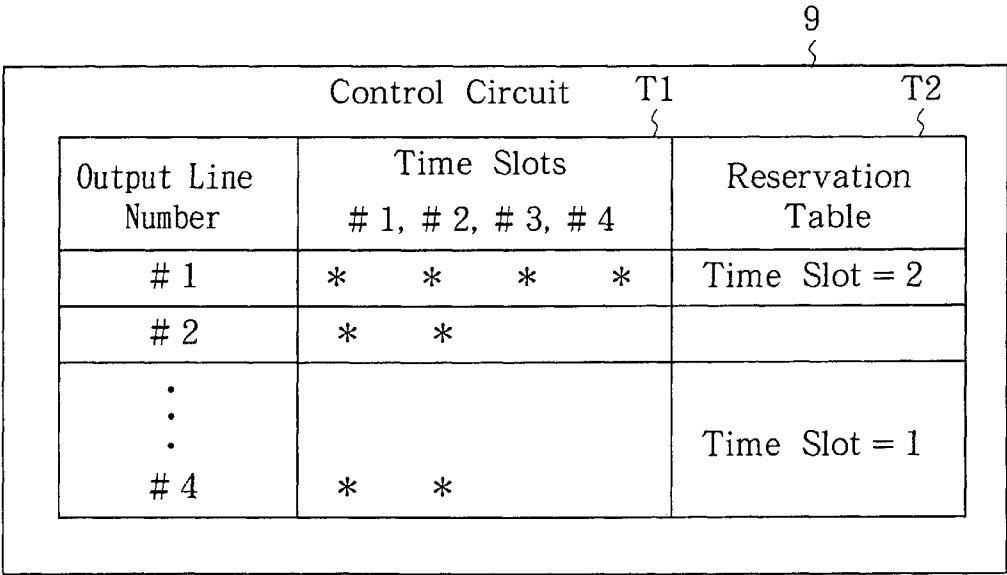 9
Control Circuit T1 T2
Output Line Number Time Slots Reservation Table
# 1, # 2, # 3, # 4
# 1 * * * * Time Slot = 2
# 2 * *
Time Slot = 1
# 4 * *